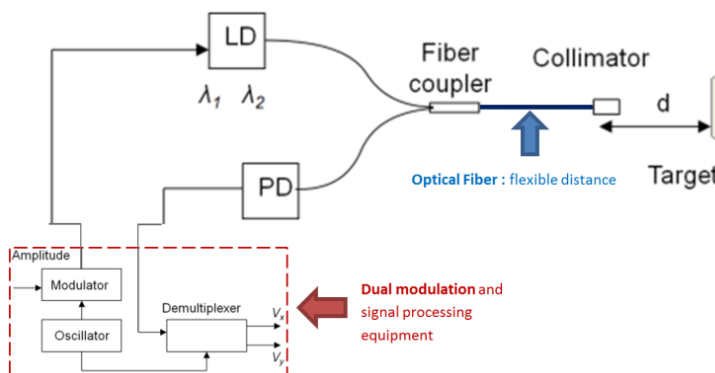 LD
λ1 λ2
Fiber
coupler
Collimator
d
Optical Fiber : flexible distance
Target
PD
Amplitude
Modulator
Oscillator
Demultiplexer
Vx
Vy
Dual modulation and
signal processing
equipment